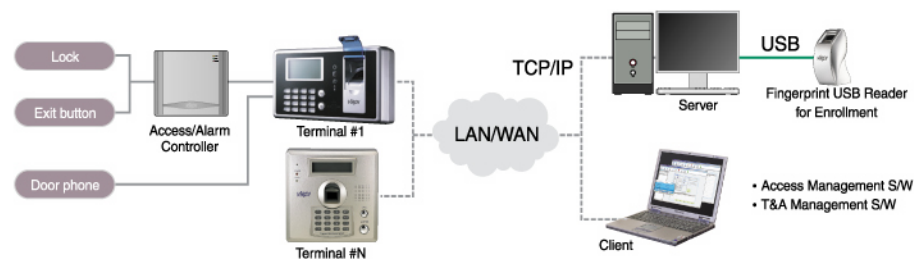 Lock
Exit button
Door phone
Access/Alarm
Controller
Terminal #1
Terminal #N
LAN/WAN
TCP/IP
Server
USB
Fingerprint USB Reader
for Enrollment
Client
• Access Management S/W
• T&A Management S/W